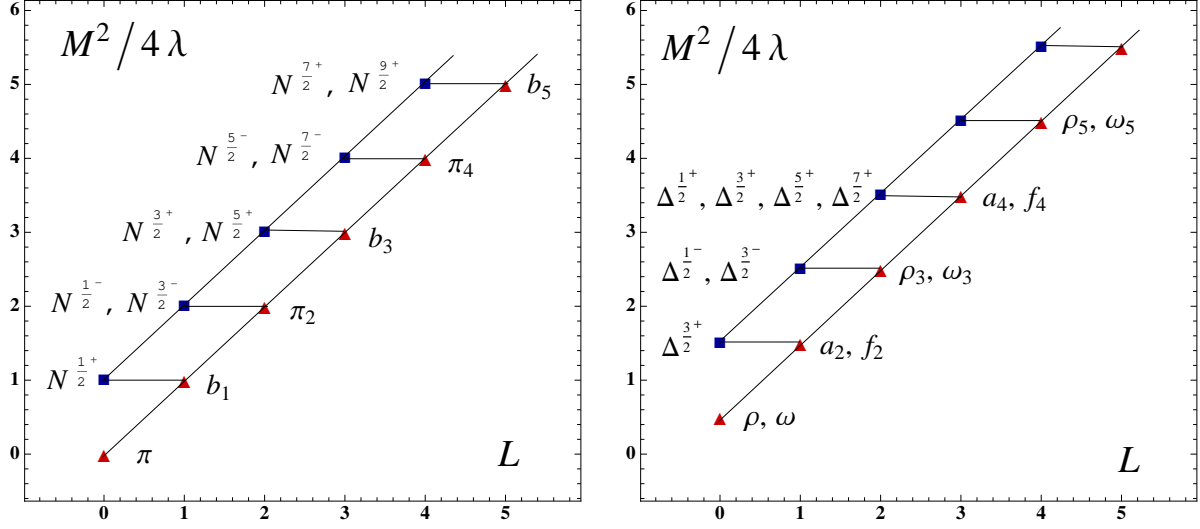 M²/4λ
6
5
4
3
2
1
0
N^{7/2+}, N^{9/2+}
b₅
N^{5/2−}, N^{7/2−}
π₄
N^{3/2+}, N^{5/2+}
b₃
N^{1/2−}, N^{3/2−}
π₂
N^{1/2+}
b₁
π
L
0 1 2 3 4 5
M²/4λ
6
5
4
3
2
1
0
ρ₅, ω₅
Δ^{1/2+}, Δ^{3/2+}, Δ^{5/2+}, Δ^{7/2+}
a₄, f₄
Δ^{1/2−}, Δ^{3/2−}
ρ₃, ω₃
Δ^{3/2+}
a₂, f₂
ρ, ω
L
0 1 2 3 4 5